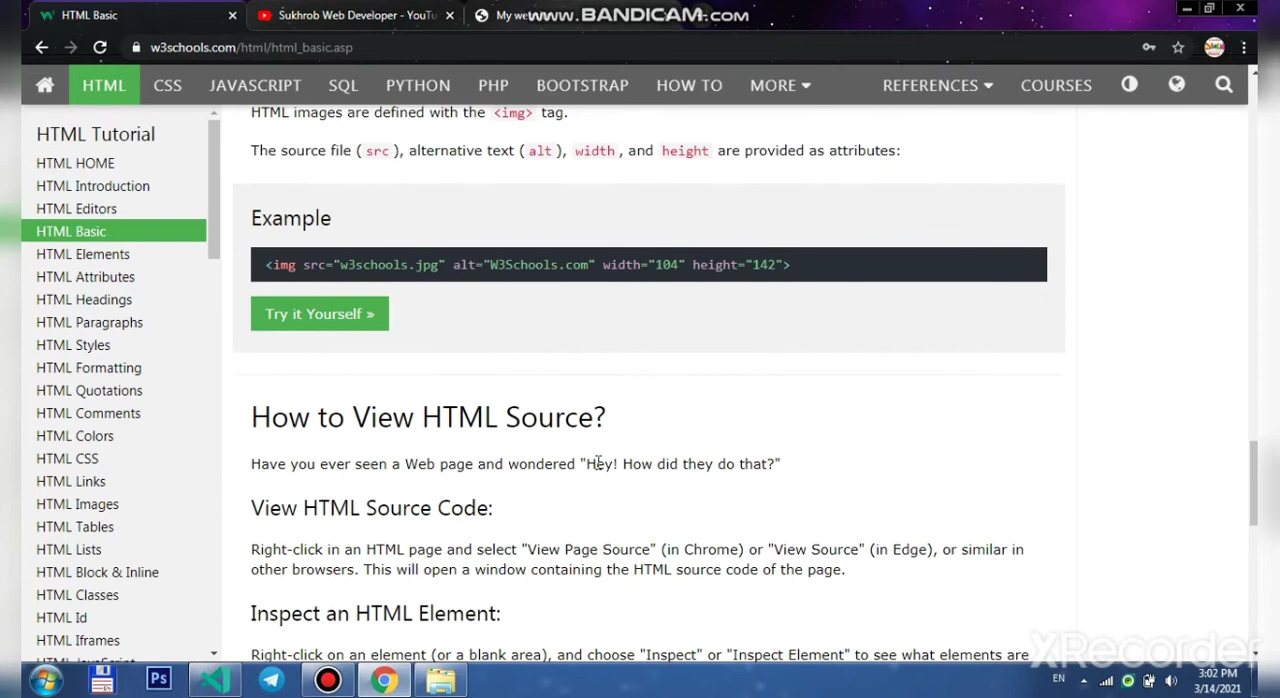 HTML Basic
Sukhrob Web Developer - YouTu
My we
www.BANDICAM.com
w3schools.com/html/html_basic.asp
HTML
CSS
JAVASCRIPT
SQL
PYTHON
PHP
BOOTSTRAP
HOW TO
MORE
REFERENCES
COURSES
HTML Tutorial
HTML HOME
HTML Introduction
HTML Editors
HTML Basic
HTML Elements
HTML Attributes
HTML Headings
HTML Paragraphs
HTML Styles
HTML Formatting
HTML Quotations
HTML Comments
HTML Colors
HTML CSS
HTML Links
HTML Images
HTML Tables
HTML Lists
HTML Block & Inline
HTML Classes
HTML Id
HTML Iframes
HTML JavaScript
HTML images are defined with the <img> tag.
The source file (src), alternative text (alt), width, and height are provided as attributes:
Example
<img src="w3schools.jpg" alt="W3Schools.com" width="104" height="142">
Try it Yourself »
How to View HTML Source?
Have you ever seen a Web page and wondered "Hey! How did they do that?"
View HTML Source Code:
Right-click in an HTML page and select "View Page Source" (in Chrome) or "View Source" (in Edge), or similar in
other browsers. This will open a window containing the HTML source code of the page.
Inspect an HTML Element:
Right-click on an element (or a blank area), and choose "Inspect" or "Inspect Element" to see what elements are
XRecorder
Ps
EN
3:02 PM
3/14/2021